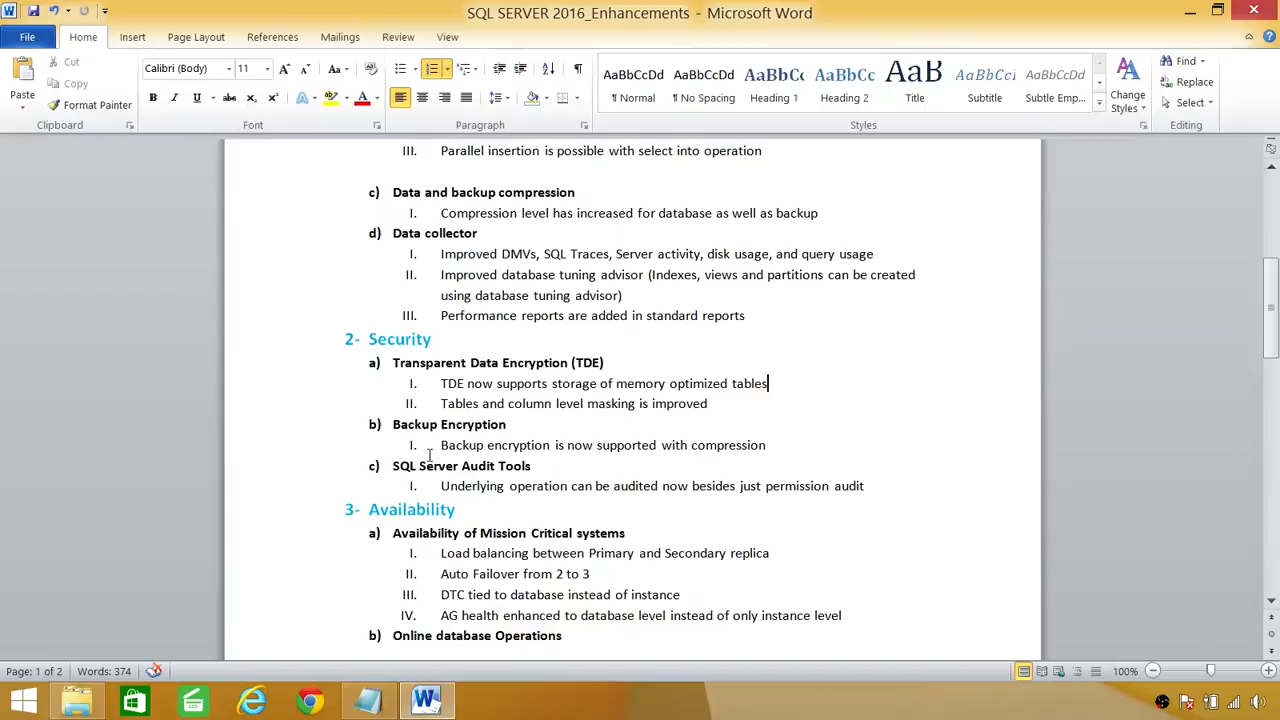 SQL SERVER 2016_Enhancements - Microsoft Word
File Home Insert Page Layout References Mailings Review View
Paste
Cut
Copy
Format Painter
Clipboard
Calibri (Body) 11
Font
Paragraph
AaBbCcDd AaBbCcDd AaBbCc AaBbCc AaB AaBbCcDd AaBbCcDd
¶ Normal ¶ No Spacing Heading 1 Heading 2 Title Subtitle Subtle Emp...
Styles
Change
Styles
Find
Replace
Select
Editing
III. Parallel insertion is possible with select into operation
c) Data and backup compression
I. Compression level has increased for database as well as backup
d) Data collector
I. Improved DMVs, SQL Traces, Server activity, disk usage, and query usage
II. Improved database tuning advisor (Indexes, views and partitions can be created
using database tuning advisor)
III. Performance reports are added in standard reports
2- Security
a) Transparent Data Encryption (TDE)
I. TDE now supports storage of memory optimized tables
II. Tables and column level masking is improved
b) Backup Encryption
I. Backup encryption is now supported with compression
c) SQL Server Audit Tools
I. Underlying operation can be audited now besides just permission audit
3- Availability
a) Availability of Mission Critical systems
I. Load balancing between Primary and Secondary replica
II. Auto Failover from 2 to 3
III. DTC tied to database instead of instance
IV. AG health enhanced to database level instead of only instance level
b) Online database Operations
Page: 1 of 2 Words: 374 100%